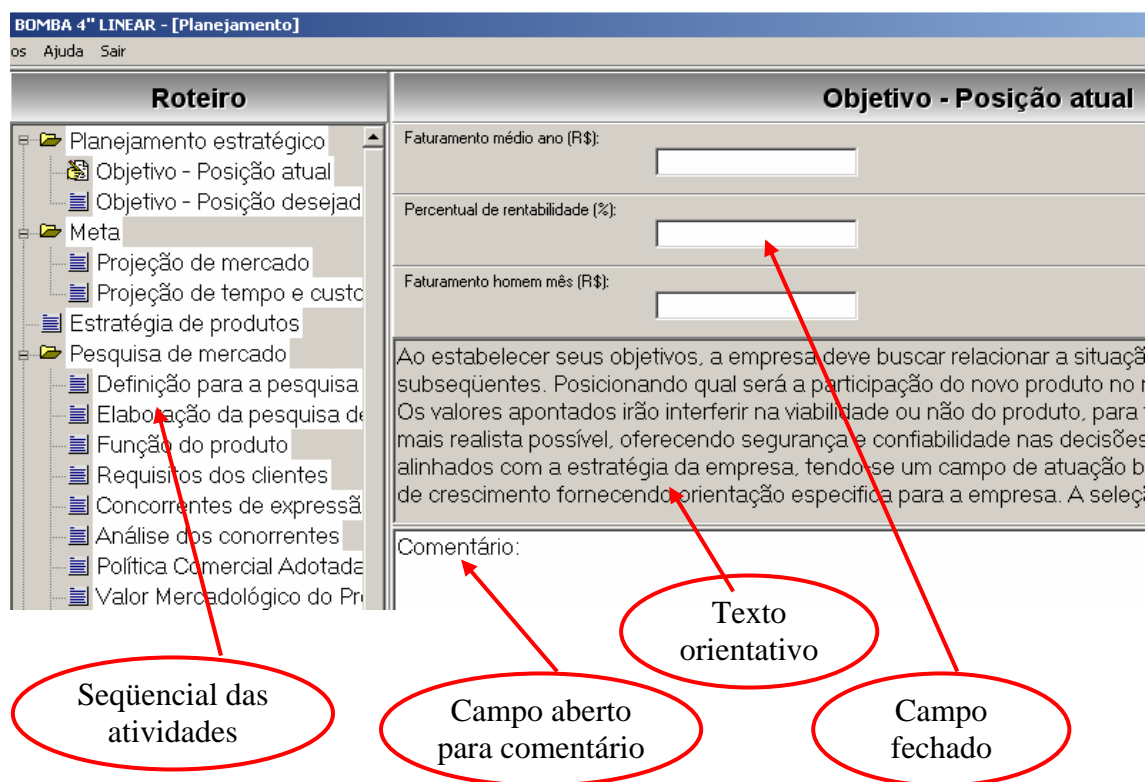 BOMBA 4" LINEAR - [Planejamento]
os Ajuda Sair
Roteiro
Planejamento estratégico
Objetivo - Posição atual
Objetivo - Posição desejad
Meta
Projeção de mercado
Projeção de tempo e custo
Estratégia de produtos
Pesquisa de mercado
Definição para a pesquisa
Elaboração da pesquisa de
Função do produto
Requisitos dos clientes
Concorrentes de expressã
Análise dos conorrentes
Política Comercial Adotada
Valor Mercadológico do Pr
Objetivo - Posição atual
Faturamento médio ano (R$):
Percentual de rentabilidade (%):
Faturamento homem mês (R$):
Ao estabelecer seus objetivos, a empresa deve buscar relacionar a situaçã
subseqüentes. Posicionando qual será a participação do novo produto no
Os valores apontados irão interferir na viabilidade ou não do produto, para
mais realista possível, oferecendo segurança e confiabilidade nas decisões
alinhados com a estratégia da empresa, tendo-se um campo de atuação b
de crescimento fornecendo orientação especifica para a empresa. A seleç
Comentário:
Texto
orientativo
Seqüencial das
atividades
Campo aberto
para comentário
Campo
fechado